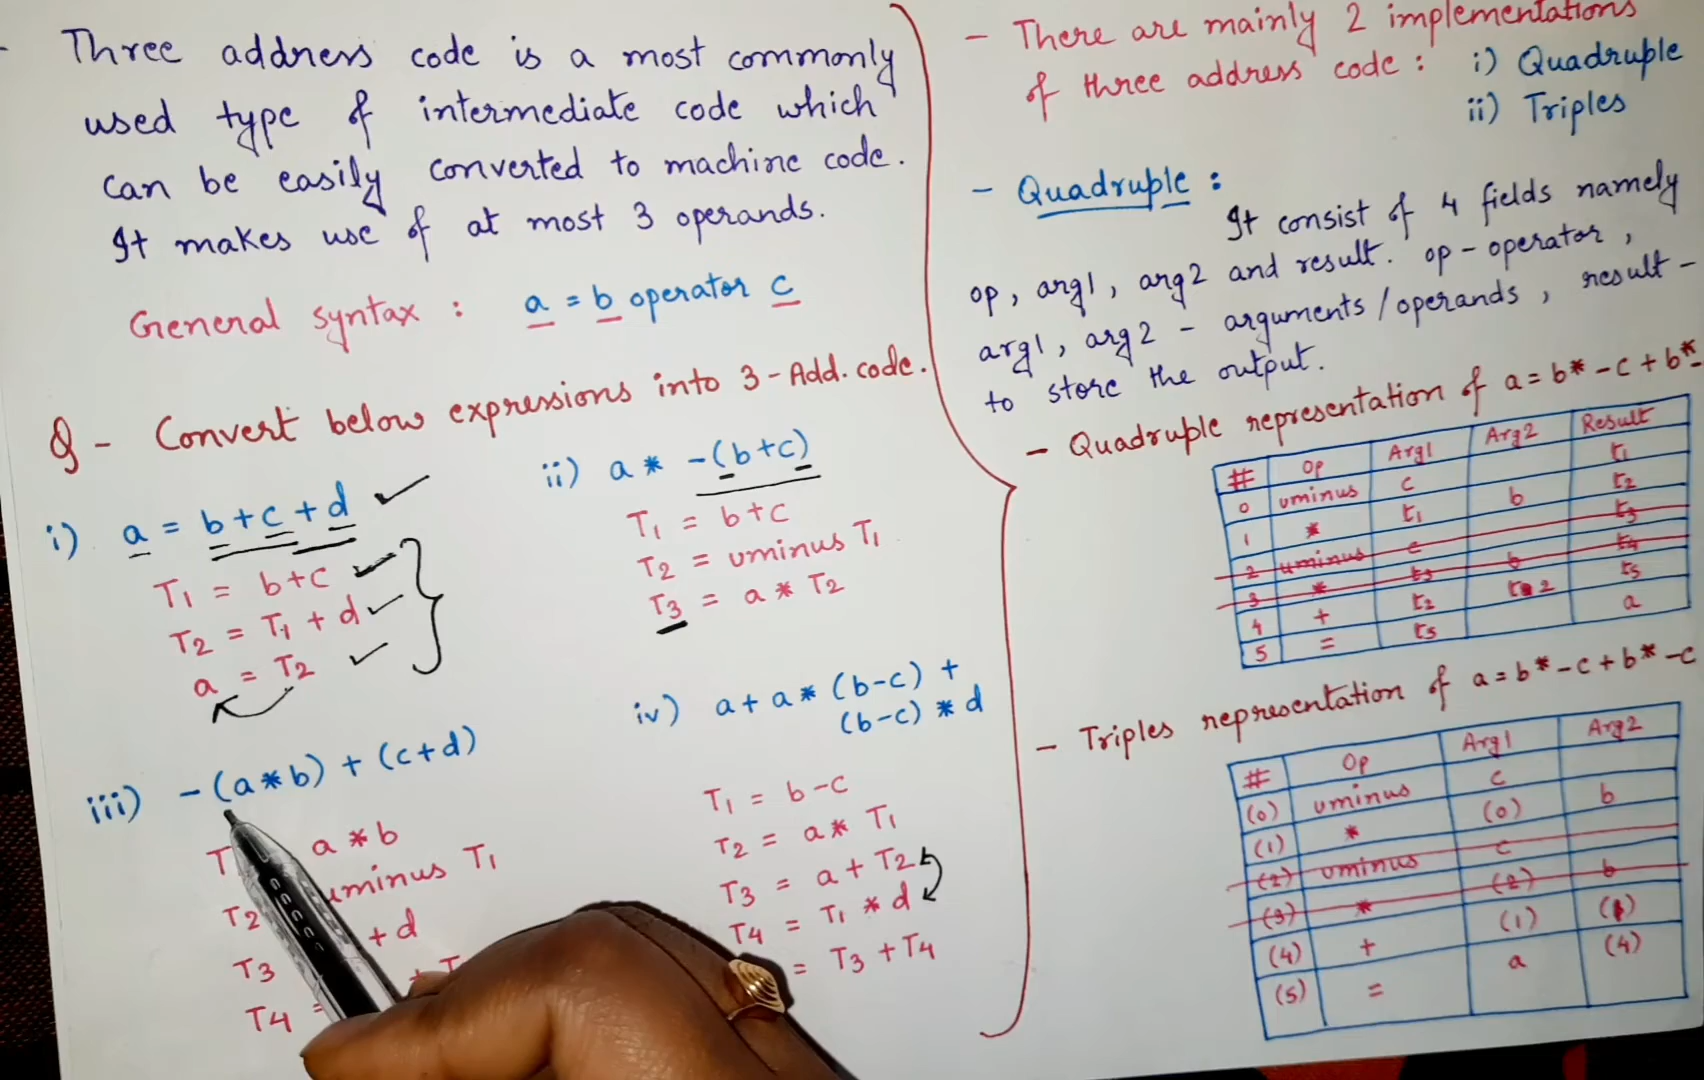 - Three address code is a most commonly
used type of intermediate code which
can be easily converted to machine code.
It makes use of at most 3 operands.
General syntax : a = b operator c
Q - Convert below expressions into 3-Add. code.
i) a = b+c+d ✓
T1 = b+c ✓
T2 = T1 + d ✓
a = T2 ✓
ii) a * -(b+c)
T1 = b+c
T2 = uminus T1
T3 = a * T2
iii) -(a*b) + (c+d)
T a*b
uminus T1
T2
T3 + d
T4 = +
iv) a + a * (b-c) +
(b-c) * d
T1 = b-c
T2 = a * T1
T3 = a + T2
T4 = T1 * d
= T3 + T4
- There are mainly 2 implementations
of three address code : i) Quadruple
ii) Triples
- Quadruple :
It consist of 4 fields namely
op, arg1, arg2 and result. op - operator,
arg1, arg2 - arguments/operands, result -
to store the output.
- Quadruple representation of a = b* -c + b* -
# Op Arg1 Arg2 Result
0 uminus c t1
1 * t1 b t2
2 uminus c t3
3 * t3 b t4
4 + t2 t2 t5
5 = t5 a
- Triples representation of a = b* -c + b* -c
# Op Arg1 Arg2
(0) uminus c
(1) * (0) b
(2) uminus c
(3) * (2) b
(4) + (1) (1)
(5) = a (4)